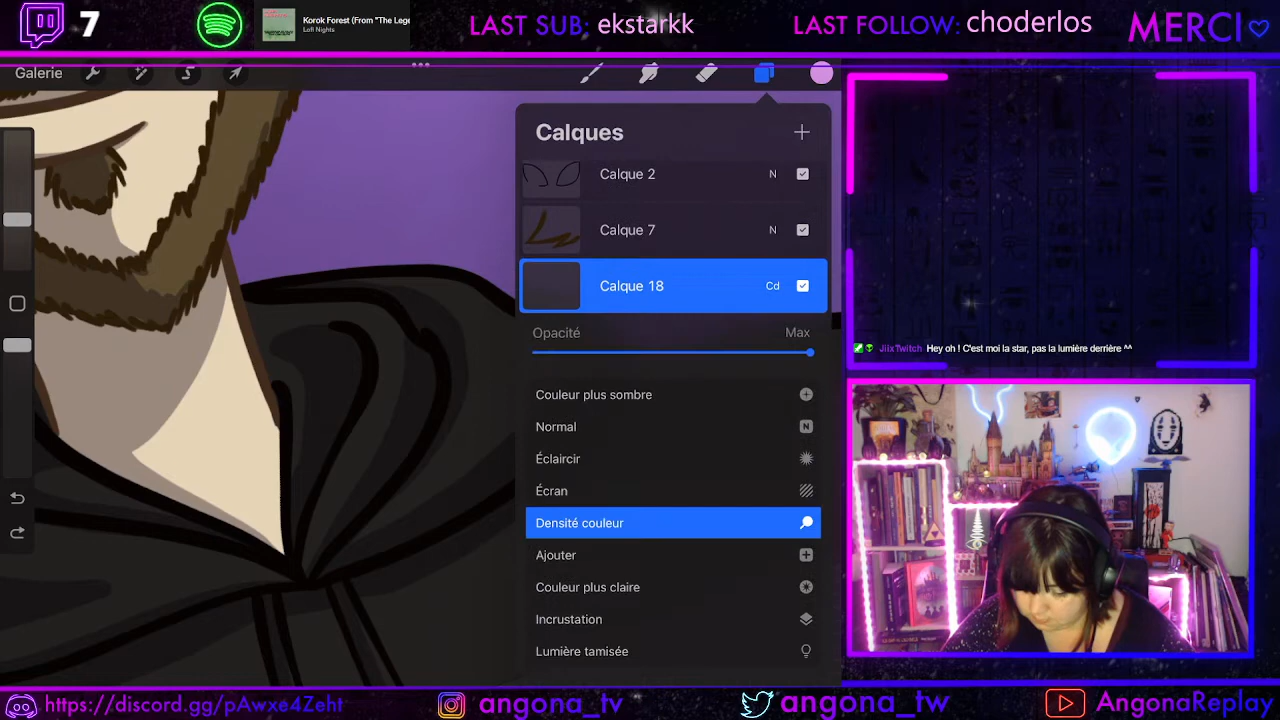 7
Korok Forest (From "The Lege
Lofi Nights
LAST SUB: ekstarkk
LAST FOLLOW: choderlos
MERCI
Galerie
Calques
Calque 2 N
Calque 7 N
Calque 18 Cd
Opacité Max
Couleur plus sombre
Normal N
Éclaircir
Écran
Densité couleur
Ajouter
Couleur plus claire
Incrustation
Lumière tamisée
JilxTwitch Hey oh ! C'est moi la star, pas la lumière derrière ^^
https://discord.gg/pAwxe4Zeht
angona_tv
angona_tw
AngonaReplay